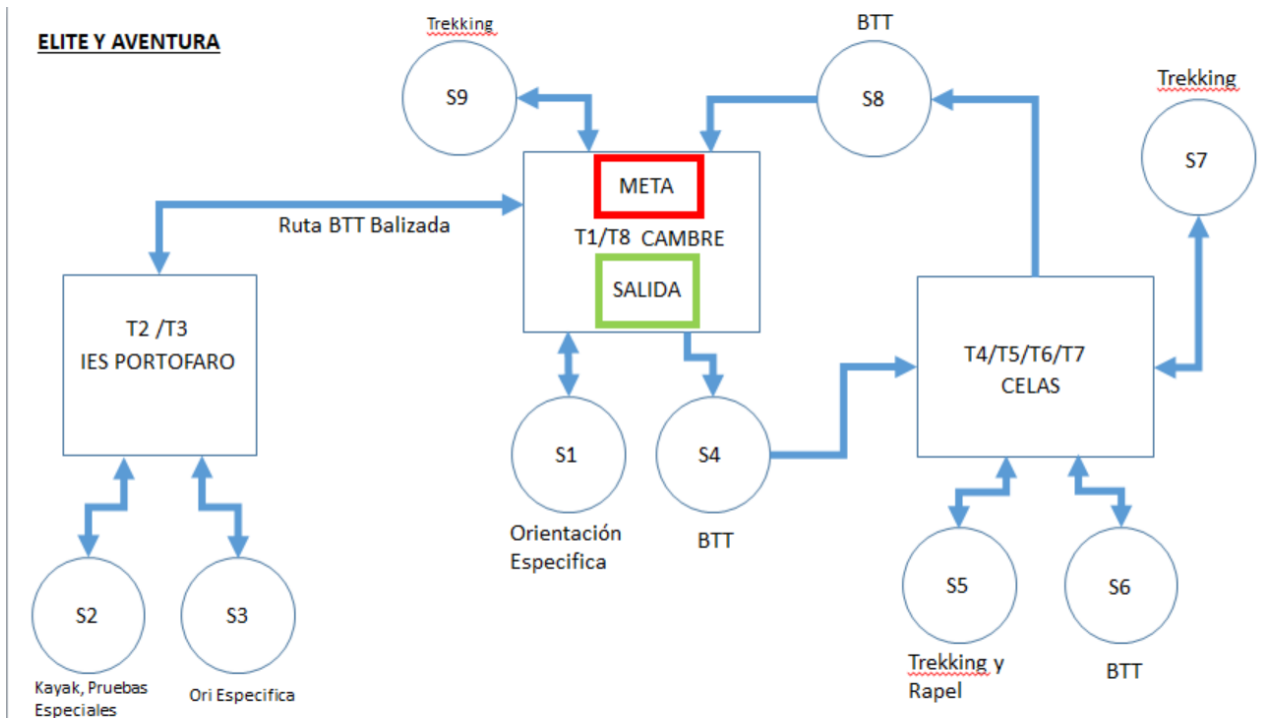 ELITE Y AVENTURA
Trekking
S9
BTT
S8
Trekking
S7
META
T1/T8 CAMBRE
SALIDA
Ruta BTT Balizada
T2 /T3
IES PORTOFARO
T4/T5/T6/T7
CELAS
S1
Orientación
Especifica
S4
BTT
S2
Kayak, Pruebas
Especiales
S3
Ori Especifica
S5
Trekking y
Rapel
S6
BTT